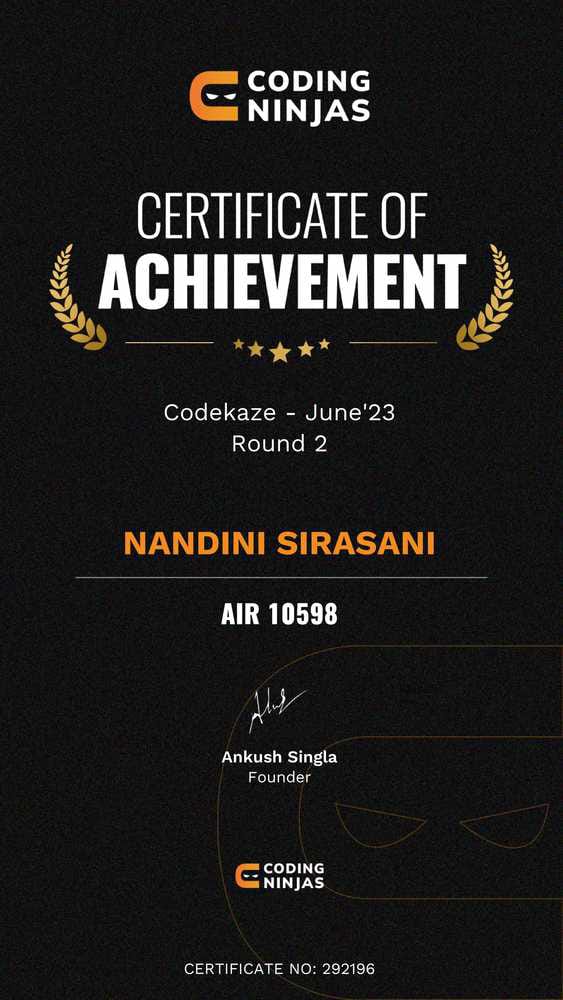 CODING
NINJAS
CERTIFICATE OF
ACHIEVEMENT
Codekaze - June'23
Round 2
NANDINI SIRASANI
AIR 10598
Ankush Singla
Founder
CODING
NINJAS
CERTIFICATE NO: 292196